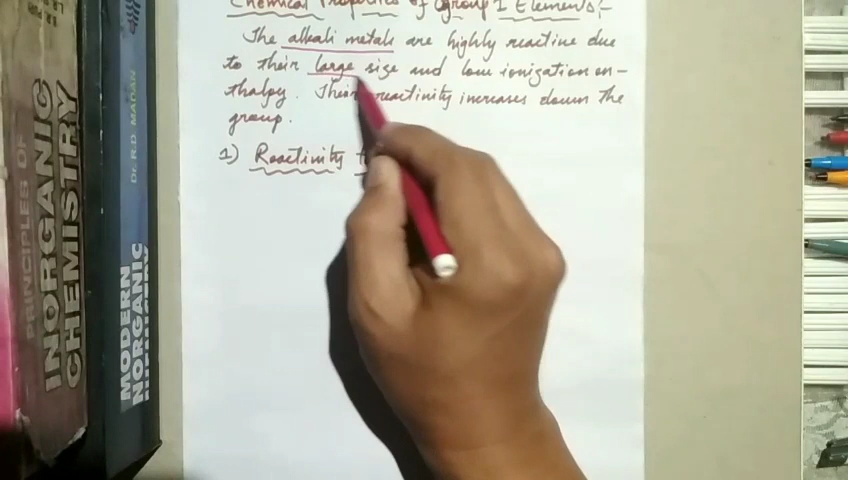 Chemical Properties of Group 1 Elements:-
The alkali metals are highly reactive due
to their large size and low ionization en-
thalpy. Their reactivity increases down the
group.
1) Reactivity
PRINCIPLES OF
INORGANIC
CHEMISTRY
Dr. R.D. MADAN
MODERN
INORGANIC